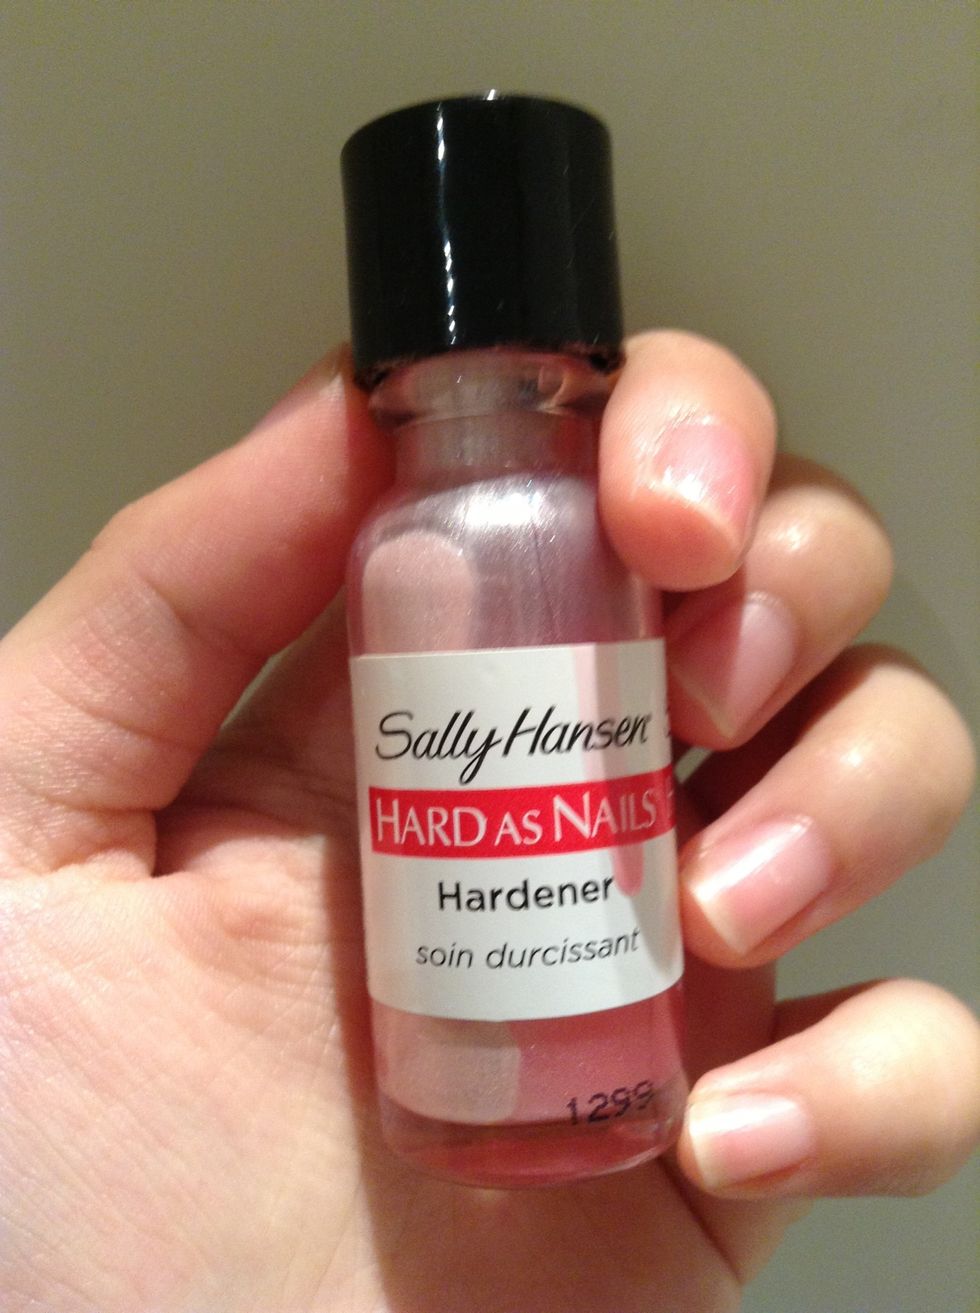 Sally Hansen
HARD AS NAILS
Hardener
soin durcissant
1299